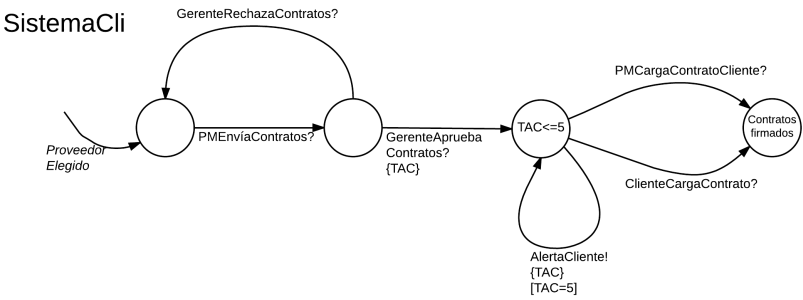 SistemaCli
GerenteRechazaContratos?
PMCargaContratoCliente?
Proveedor
Elegido
PMEnvíaContratos?
GerenteAprueba
Contratos?
{TAC}
TAC<=5
Contratos
firmados
ClienteCargaContrato?
AlertaCliente!
{TAC}
[TAC=5]